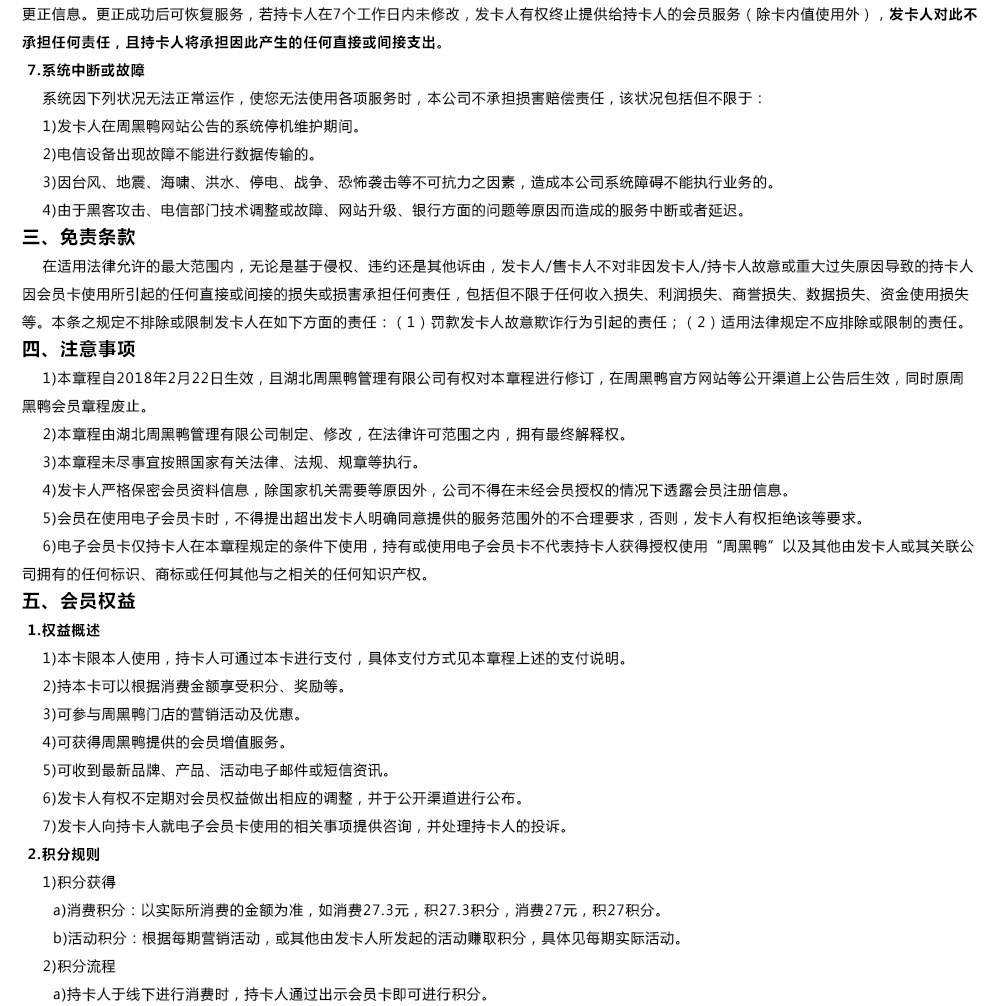 更正信息。更正成功后可恢复服务，若持卡人在7个工作日内未修改，发卡人有权终止提供给持卡人的会员服务（除卡内值使用外），发卡人对此不
承担任何责任，且持卡人将承担因此产生的任何直接或间接支出。
7.系统中断或故障
系统因下列状况无法正常运作，使您无法使用各项服务时，本公司不承担损害赔偿责任，该状况包括但不限于：
1)发卡人在周黑鸭网站公告的系统停机维护期间。
2)电信设备出现故障不能进行数据传输的。
3)因台风、地震、海啸、洪水、停电、战争、恐怖袭击等不可抗力之因素，造成本公司系统障碍不能执行业务的。
4)由于黑客攻击、电信部门技术调整或故障、网站升级、银行方面的问题等原因而造成的服务中断或者延迟。
三、免责条款
在适用法律允许的最大范围内，无论是基于侵权、违约还是其他诉由，发卡人/售卡人不对非因发卡人/持卡人故意或重大过失原因导致的持卡人
因会员卡使用所引起的任何直接或间接的损失或损害承担任何责任，包括但不限于任何收入损失、利润损失、商誉损失、数据损失、资金使用损失
等。本条之规定不排除或限制发卡人在如下方面的责任：（1）罚款发卡人故意欺诈行为引起的责任；（2）适用法律规定不应排除或限制的责任。
四、注意事项
1)本章程自2018年2月22日生效，且湖北周黑鸭管理有限公司有权对本章程进行修订，在周黑鸭官方网站等公开渠道上公告后生效，同时原周
黑鸭会员章程废止。
2)本章程由湖北周黑鸭管理有限公司制定、修改，在法律许可范围之内，拥有最终解释权。
3)本章程未尽事宜按照国家有关法律、法规、规章等执行。
4)发卡人严格保密会员资料信息，除国家机关需要等原因外，公司不得在未经会员授权的情况下透露会员注册信息。
5)会员在使用电子会员卡时，不得提出超出发卡人明确同意提供的服务范围外的不合理要求，否则，发卡人有权拒绝该等要求。
6)电子会员卡仅持卡人在本章程规定的条件下使用，持有或使用电子会员卡不代表持卡人获得授权使用“周黑鸭”以及其他由发卡人或其关联公
司拥有的任何标识、商标或任何其他与之相关的任何知识产权。
五、会员权益
1.权益概述
1)本卡限本人使用，持卡人可通过本卡进行支付，具体支付方式见本章程上述的支付说明。
2)持本卡可以根据消费金额享受积分、奖励等。
3)可参与周黑鸭门店的营销活动及优惠。
4)可获得周黑鸭提供的会员增值服务。
5)可收到最新品牌、产品、活动电子邮件或短信资讯。
6)发卡人有权不定期对会员权益做出相应的调整，并于公开渠道进行公布。
7)发卡人向持卡人就电子会员卡使用的相关事项提供咨询，并处理持卡人的投诉。
2.积分规则
1)积分获得
a)消费积分：以实际所消费的金额为准，如消费27.3元，积27.3积分，消费27元，积27积分。
b)活动积分：根据每期营销活动，或其他由发卡人所发起的活动赚取积分，具体见每期实际活动。
2)积分流程
a)持卡人于线下进行消费时，持卡人通过出示会员卡即可进行积分。